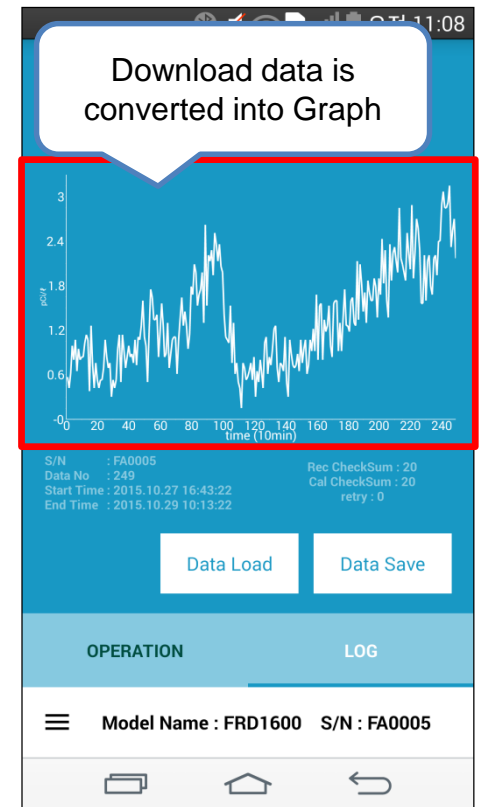 11:08
Download data is
converted into Graph
3
2.4
1.8
pCi/ℓ
1.2
0.6
-0
0 20 40 60 80 100 120 140 160 180 200 220 240
time (10min)
S/N : FA0005
Data No : 249
Start Time : 2015.10.27 16:43:22
End Time : 2015.10.29 10:13:22
Rec CheckSum : 20
Cal CheckSum : 20
retry : 0
Data Load
Data Save
OPERATION
LOG
Model Name : FRD1600 S/N : FA0005